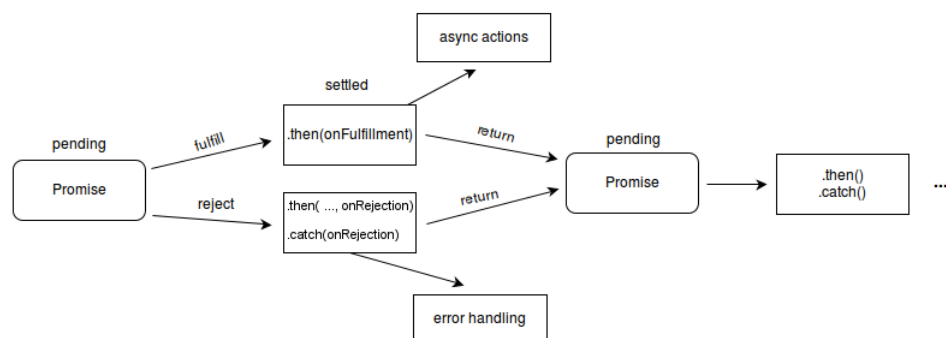 async actions
settled
pending
fulfill
.then(onFulfillment)
return
pending
Promise
Promise
.then()
.catch()
...
reject
.then( ..., onRejection)
.catch(onRejection)
return
error handling